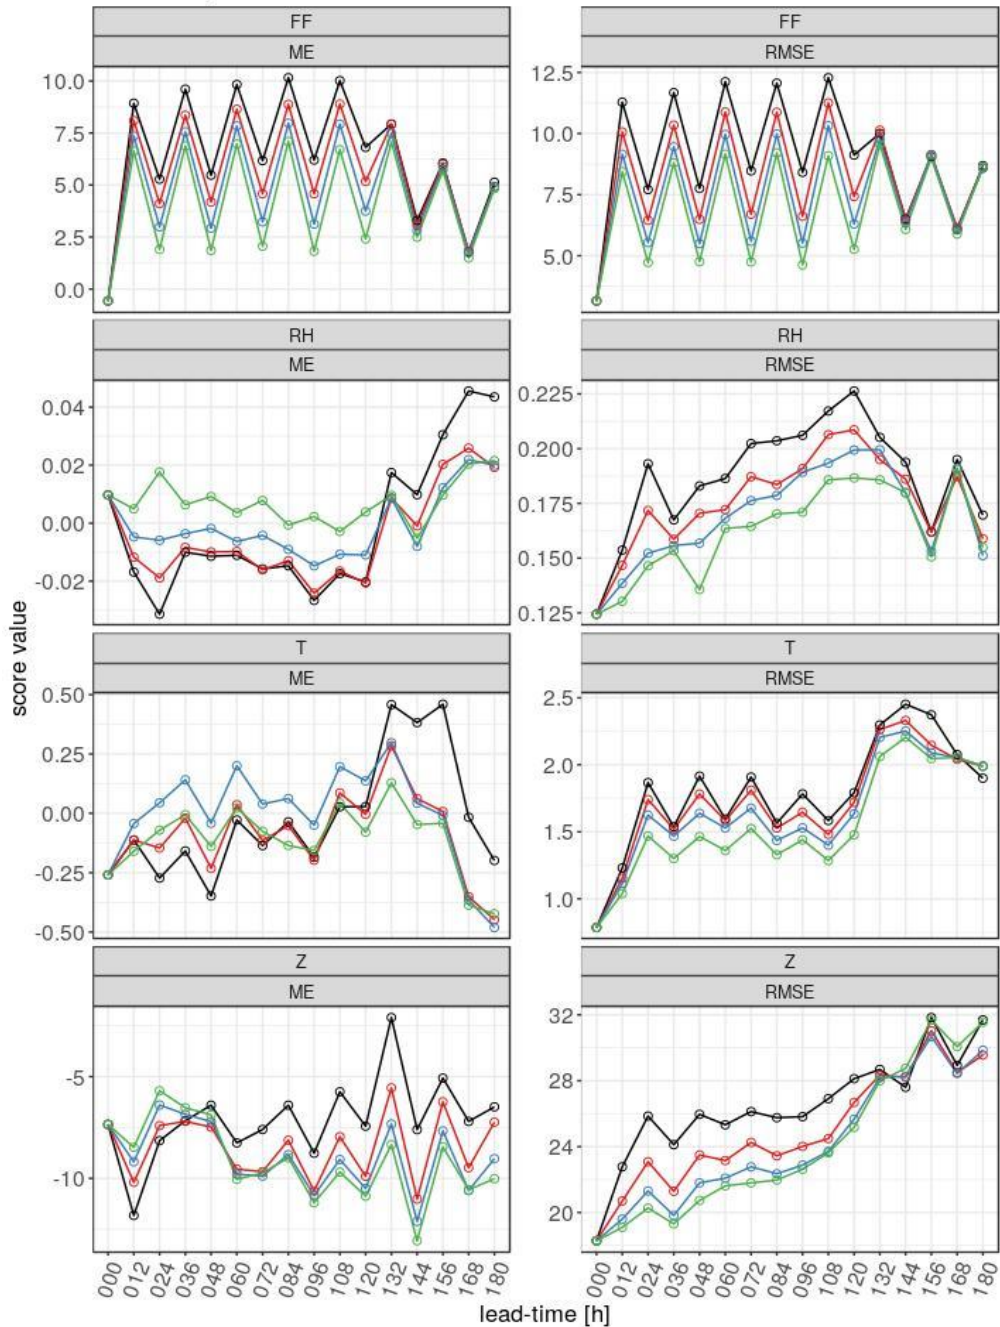 FF
FF
ME
RMSE
10.0
7.5
5.0
2.5
0.0
12.5
10.0
7.5
5.0
RH
RH
ME
RMSE
0.04
0.02
0.00
-0.02
0.225
0.200
0.175
0.150
0.125
score value
T
T
ME
RMSE
0.50
0.25
0.00
-0.25
-0.50
2.5
2.0
1.5
1.0
Z
Z
ME
RMSE
-5
-10
32
28
24
20
000 012 024 036 048 060 072 084 096 108 120 132 144 156 168 180
000 012 024 036 048 060 072 084 096 108 120 132 144 156 168 180
lead-time [h]